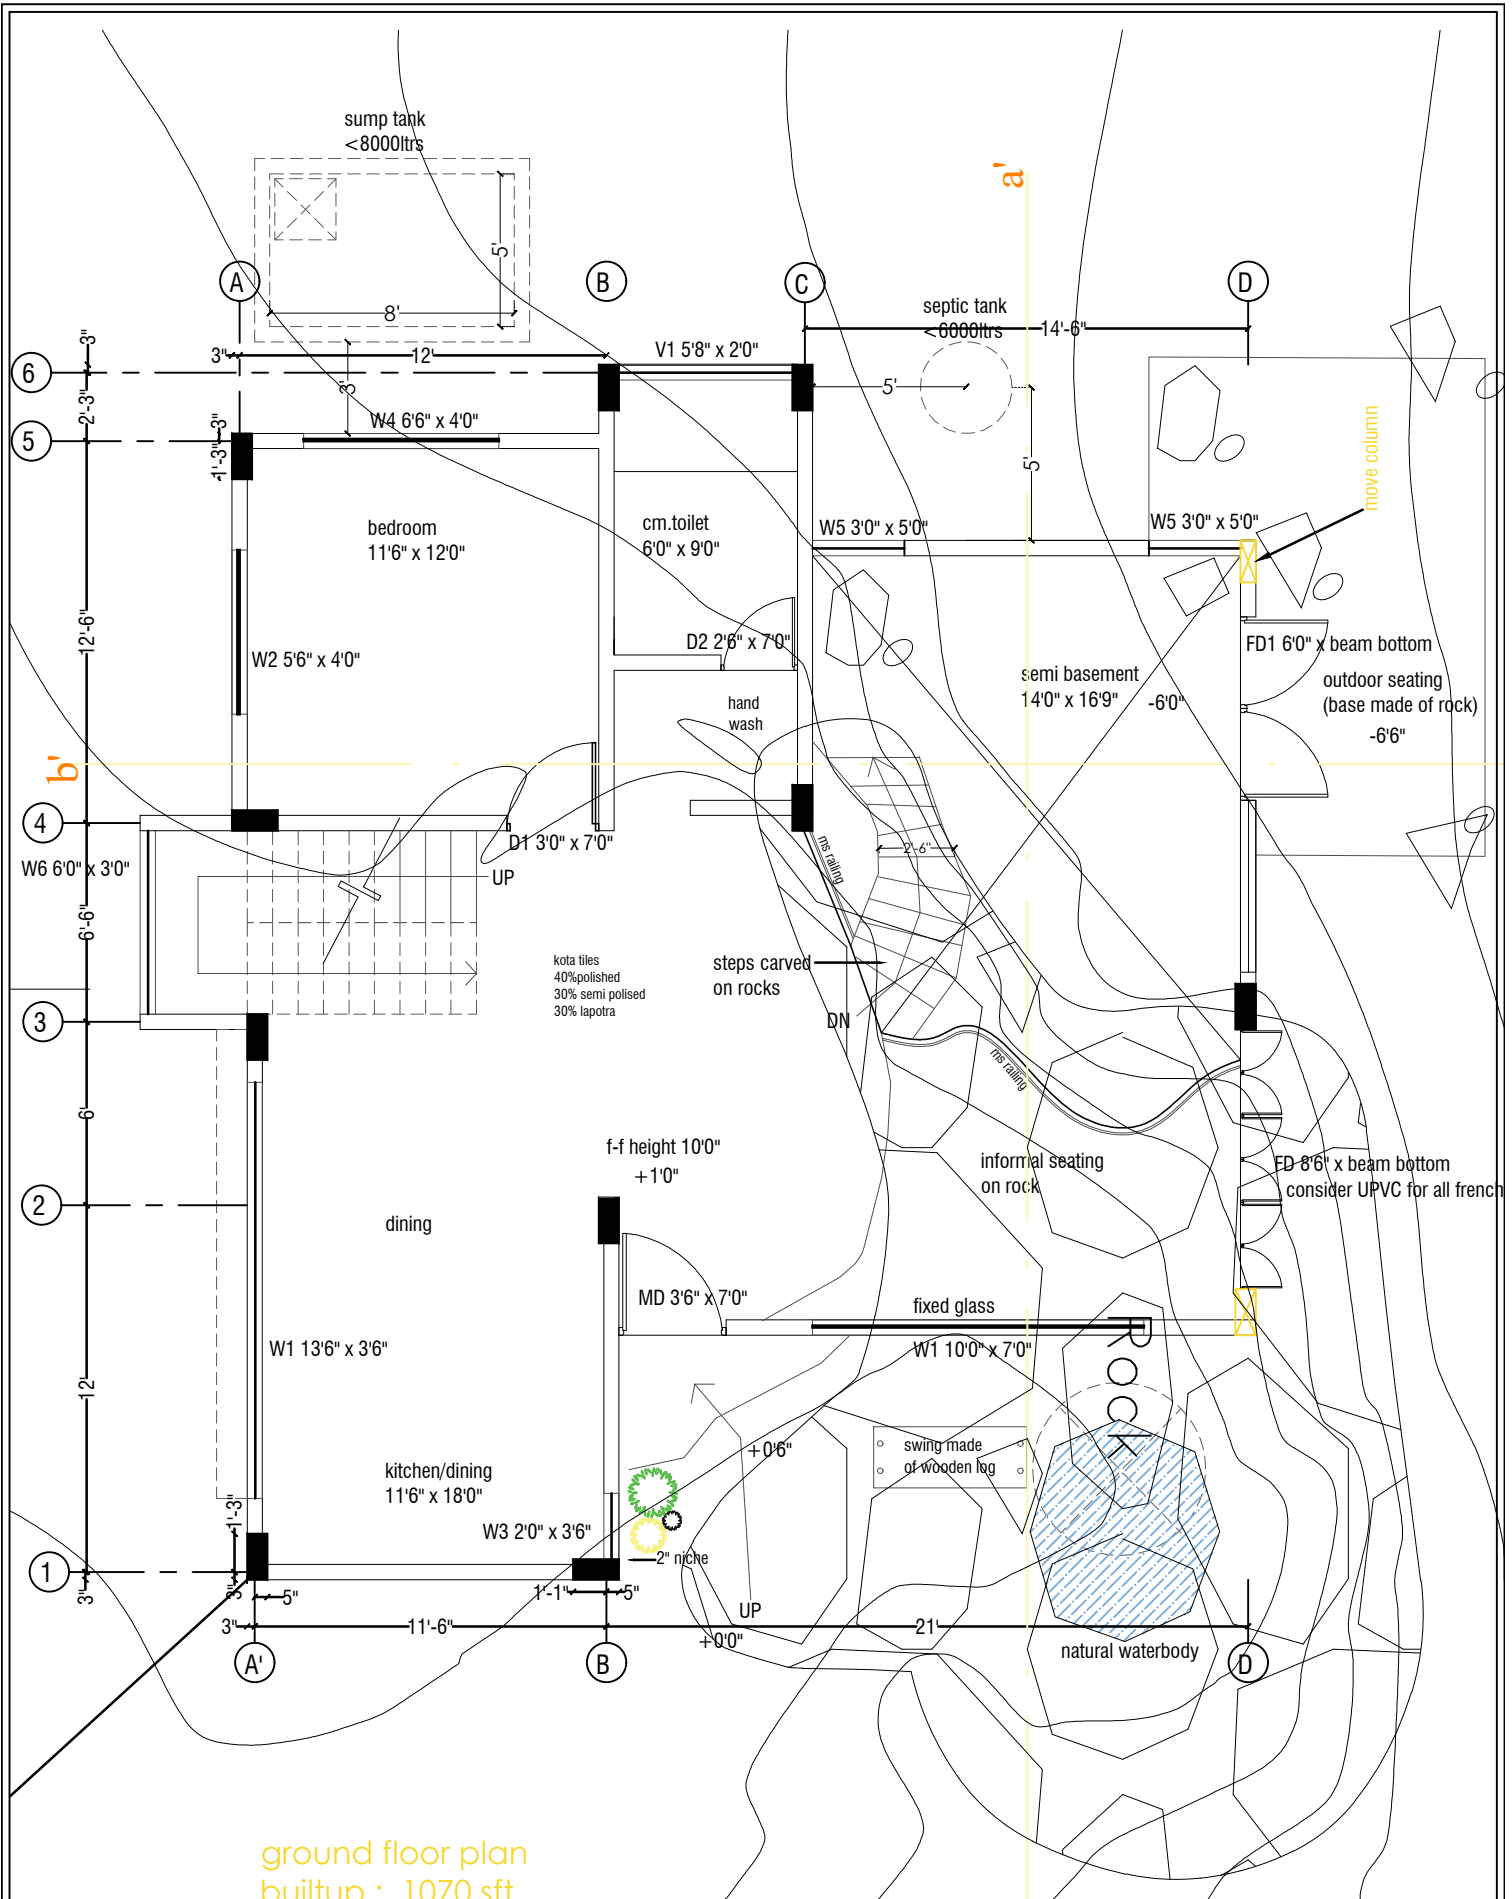 sump tank
<8000ltrs
5'
8'
a'
A
B
C
D
septic tank
<6000ltrs
14'-6"
3"
12'
V1 5'8" x 2'0"
3"
6
3'
5'
2'-3"
W4 6'6" x 4'0"
5
3"
1'-3"
5'
move column
bedroom
11'6" x 12'0"
cm.toilet
6'0" x 9'0"
W5 3'0" x 5'0"
W5 3'0" x 5'0"
12'-6"
W2 5'6" x 4'0"
D2 2'6" x 7'0"
FD1 6'0" x beam bottom
semi basement
14'0" x 16'9"
-6'0"
outdoor seating
(base made of rock)
-6'6"
hand
wash
b'
4
D1 3'0" x 7'0"
ms railing
2'-6"
W6 6'0" x 3'0"
UP
6'-6"
kota tiles
40%polished
30% semi polised
30% lapotra
steps carved
on rocks
3
DN
ms railing
6'
f-f height 10'0"
+1'0"
informal seating
on rock
FD 8'6" x beam bottom
consider UPVC for all french
2
dining
MD 3'6" x 7'0"
fixed glass
W1 13'6" x 3'6"
W1 10'0" x 7'0"
ROCK
12'
+0'6"
swing made
of wooden log
kitchen/dining
11'6" x 18'0"
1'-3"
W3 2'0" x 3'6"
2" niche
1
3"
3"
5"
1'-1"
5"
UP
3"
11'-6"
+0'0"
21'
natural waterbody
A'
B
D
ground floor plan
builtup : 1070 sft